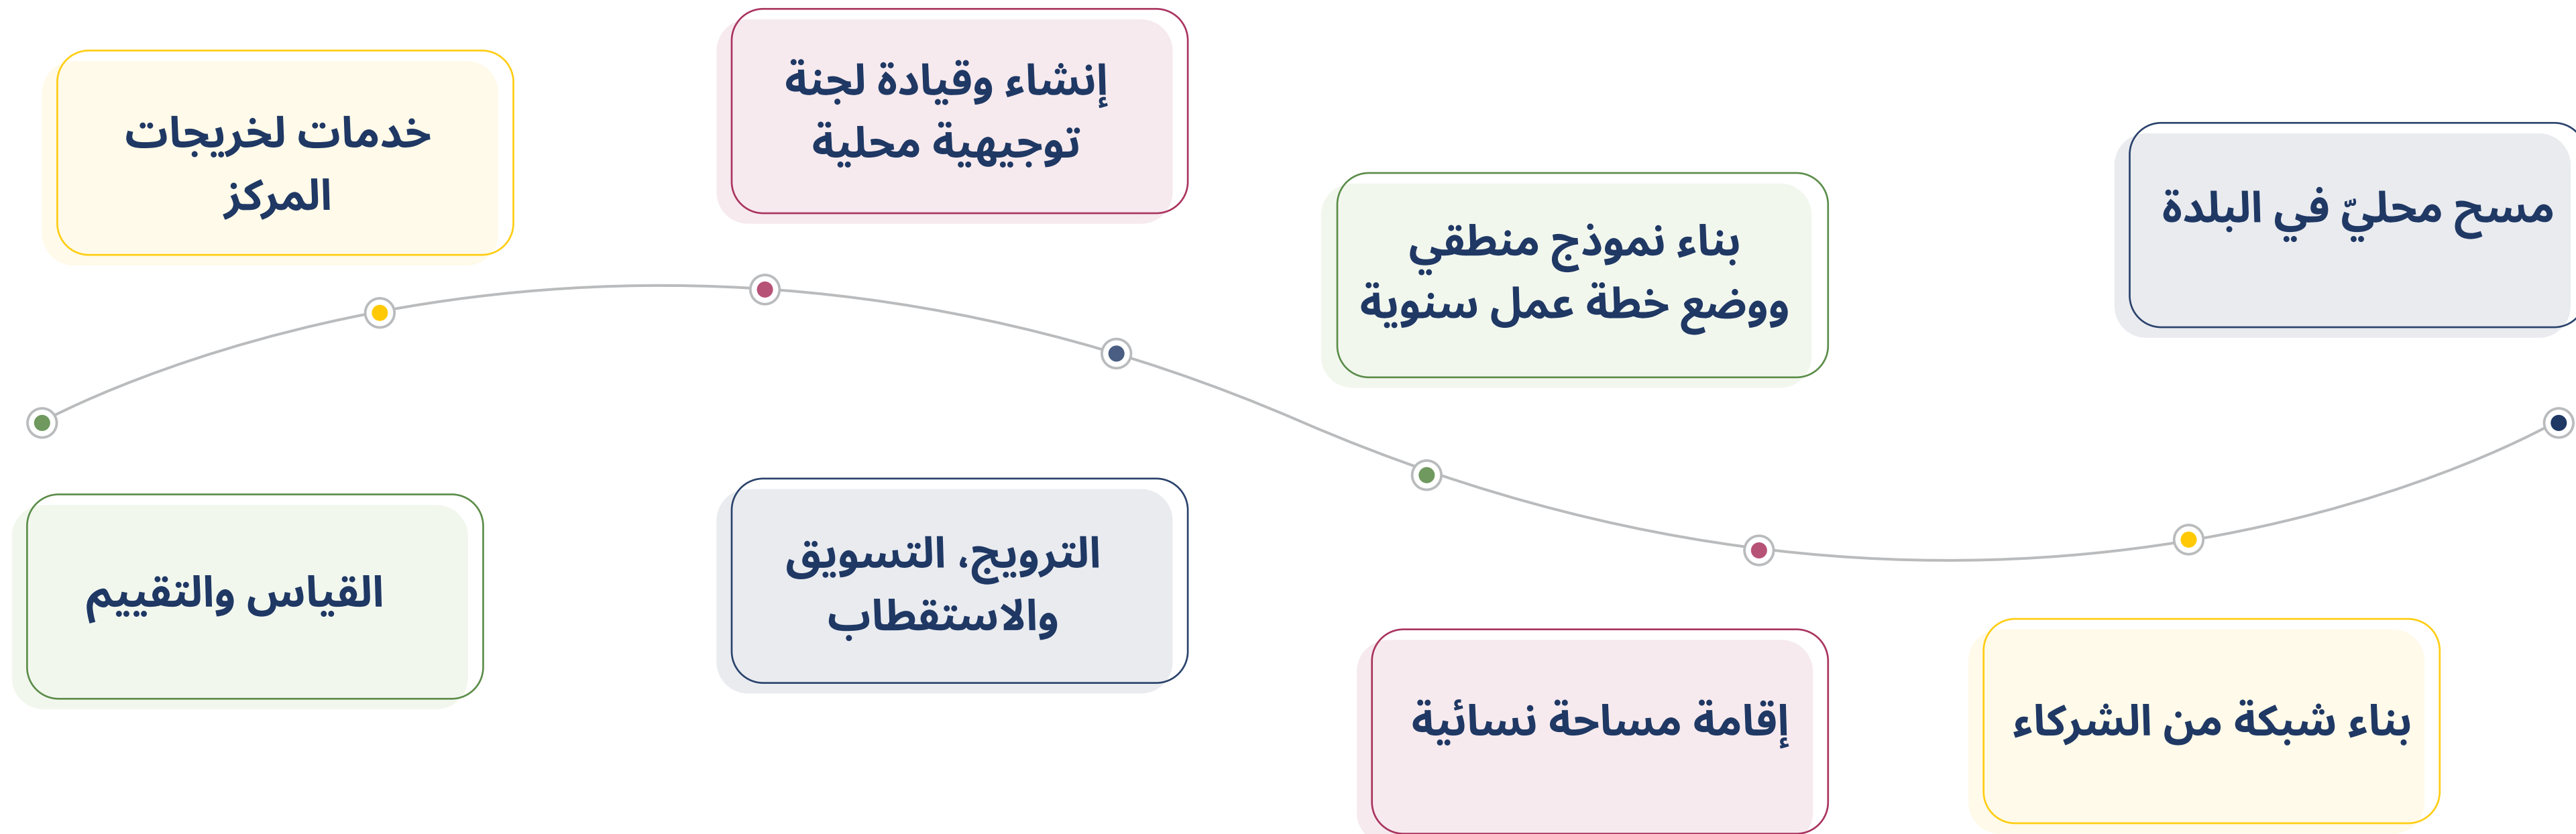 مسح محليّ في البلدة
بناء شبكة من الشركاء
إقامة مساحة نسائية
بناء نموذج منطقي
ووضع خطة عمل سنوية
الترويج، التسويق
والاستقطاب
إنشاء وقيادة لجنة
توجيهية محلية
خدمات لخريجات
المركز
القياس والتقييم